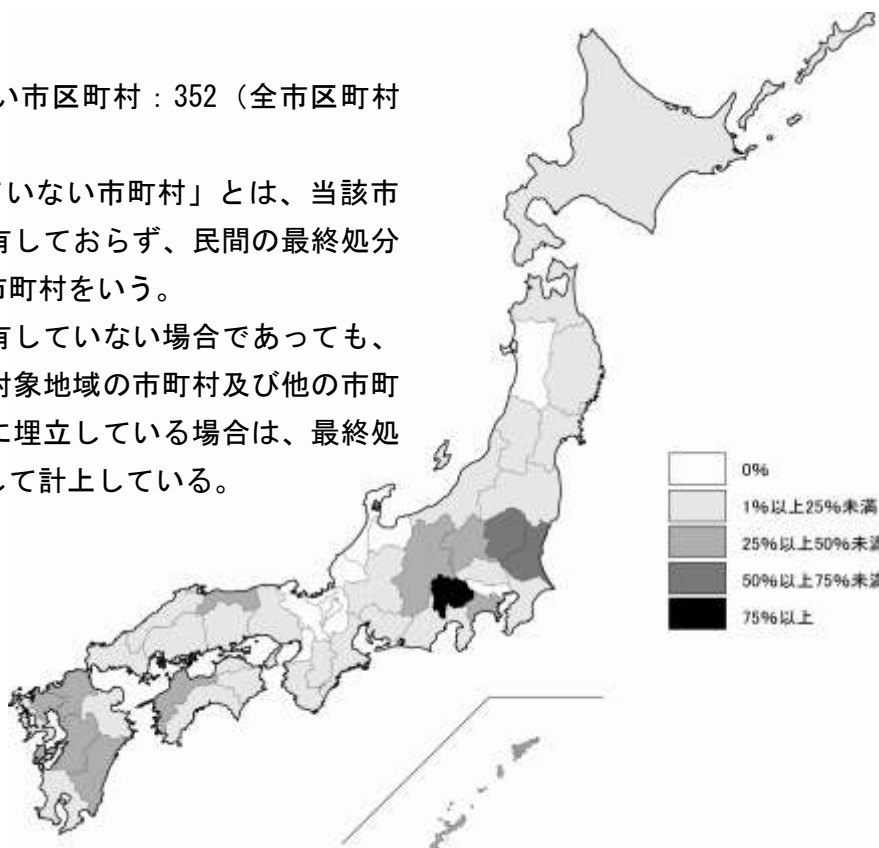 い市区町村：352（全市区町村
ていない市町村」とは、当該市
有しておらず、民間の最終処分
市町村をいう。
有していない場合であっても、
対象地域の市町村及び他の市町
に埋立している場合は、最終処
して計上している。
0%
1%以上25%未満
25%以上50%未満
50%以上75%未満
75%以上